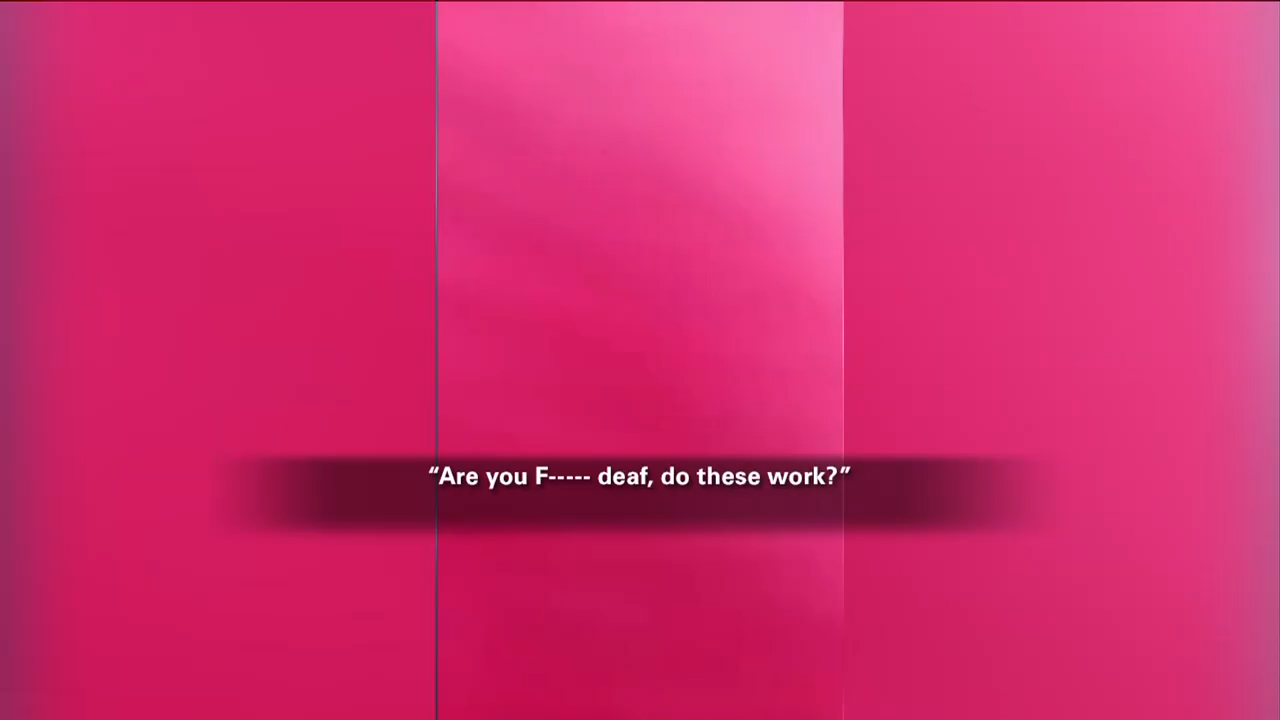 “Are you F----- deaf, do these work?”